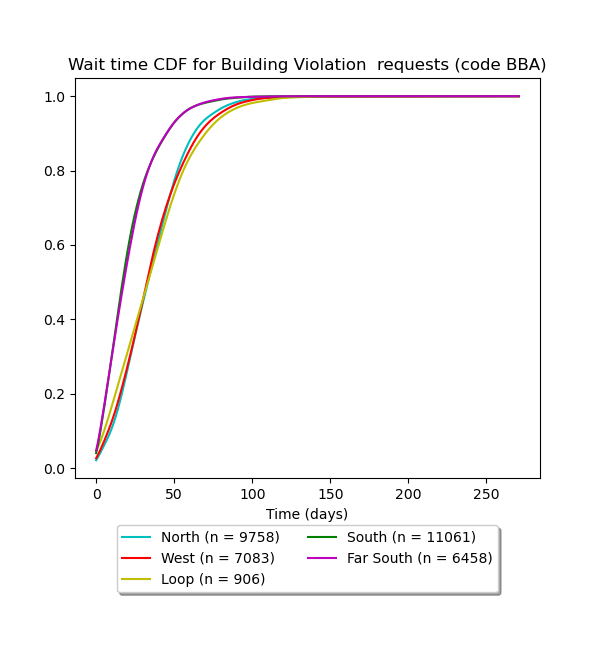 Wait time CDF for Building Violation  requests (code BBA)
1.0
0.8
0.6
0.4
0.2
0.0
0 50 100 150 200 250
Time (days)
North (n = 9758) South (n = 11061)
West (n = 7083) Far South (n = 6458)
Loop (n = 906)